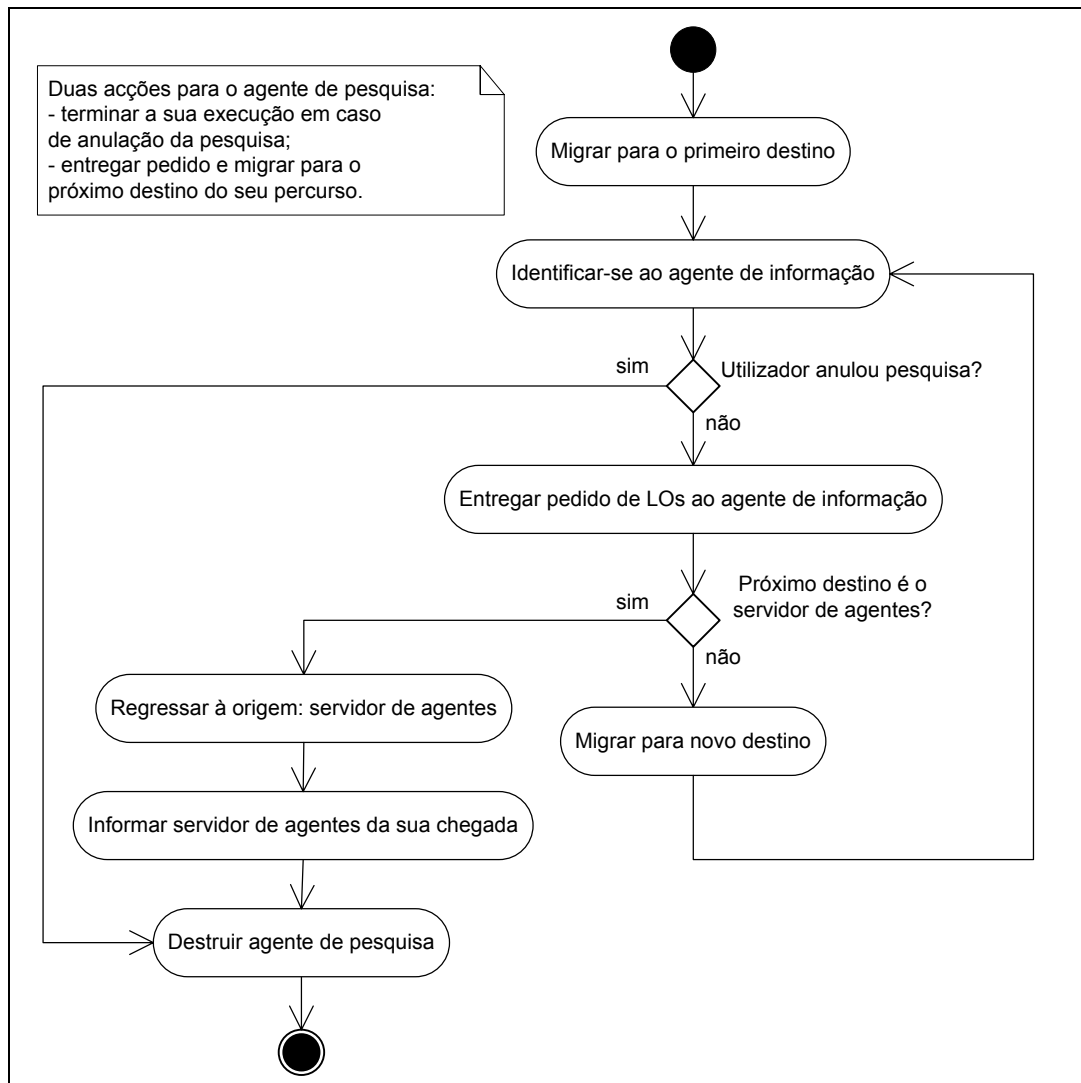 Duas acções para o agente de pesquisa:
- terminar a sua execução em caso
de anulação da pesquisa;
- entregar pedido e migrar para o
próximo destino do seu percurso.
Migrar para o primeiro destino
Identificar-se ao agente de informação
sim
Utilizador anulou pesquisa?
não
Entregar pedido de LOs ao agente de informação
Próximo destino é o
servidor de agentes?
sim
não
Regressar à origem: servidor de agentes
Migrar para novo destino
Informar servidor de agentes da sua chegada
Destruir agente de pesquisa